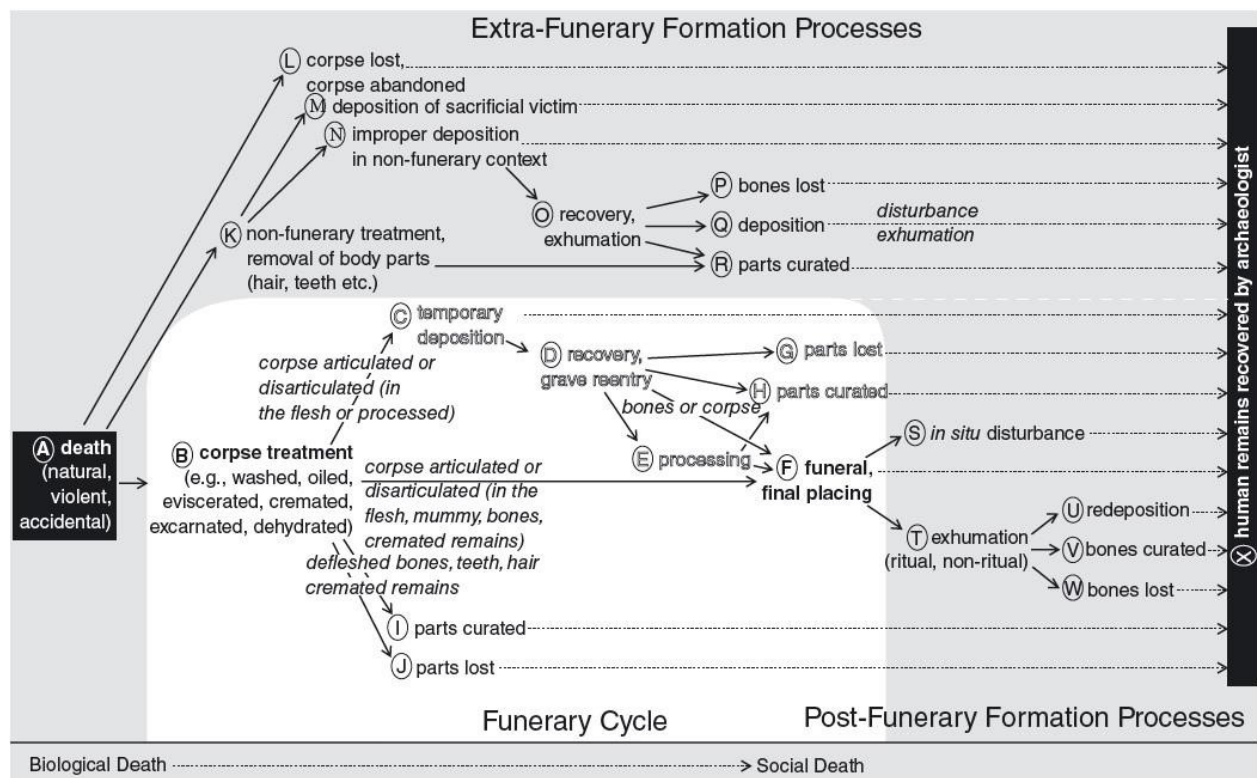 Extra-Funerary Formation Processes
L corpse lost,
corpse abandoned
M deposition of sacrificial victim
N improper deposition
in non-funerary context
P bones lost
O recovery,
exhumation
Q deposition
disturbance
exhumation
K non-funerary treatment,
removal of body parts
(hair, teeth etc.)
R parts curated
C temporary
deposition
D recovery,
grave reentry
G parts lost
H parts curated
corpse articulated or
disarticulated (in
the flesh or processed)
bones or corpse
A death
(natural,
violent,
accidental)
B corpse treatment
(e.g., washed, oiled,
eviscerated, cremated,
excarnated, dehydrated)
corpse articulated or
disarticulated (in the
flesh, mummy, bones,
cremated remains)
E processing
F funeral,
final placing
S in situ disturbance
T exhumation
(ritual, non-ritual)
U redeposition
V bones curated
W bones lost
defleshed bones, teeth, hair
cremated remains
I parts curated
J parts lost
X human remains recovered by archaeologist
Funerary Cycle
Post-Funerary Formation Processes
Biological Death
Social Death